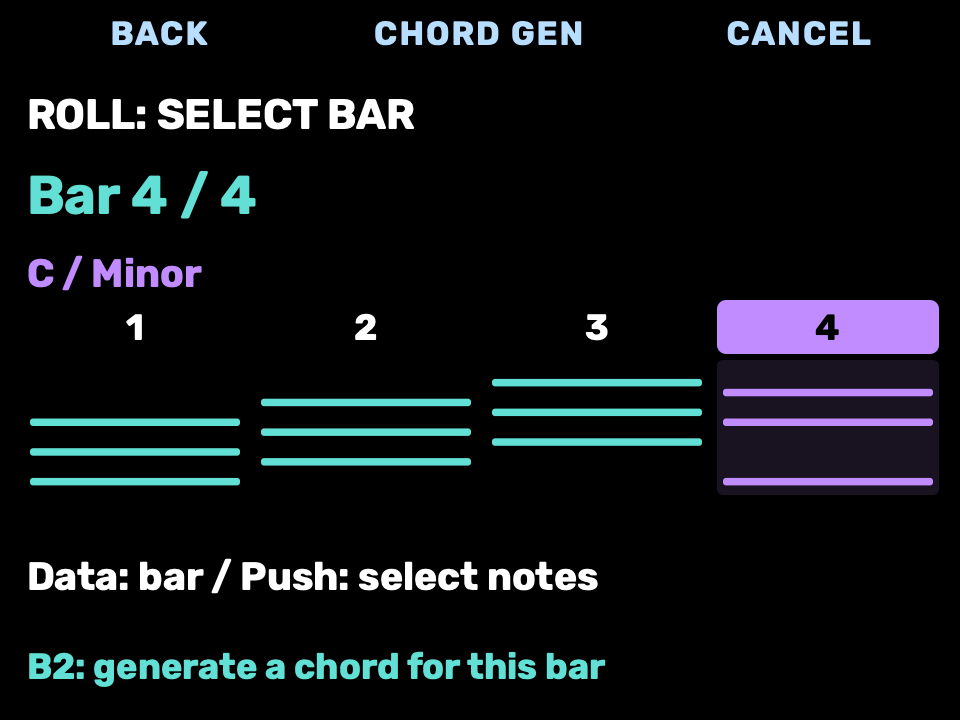 BACK CHORD GEN CANCEL
ROLL: SELECT BAR
Bar 4 / 4
C / Minor
1 2 3 4
Data: bar / Push: select notes
B2: generate a chord for this bar